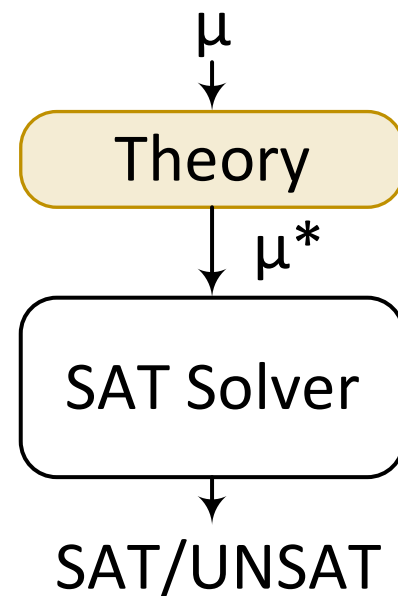 μ
Theory
μ*
SAT Solver
SAT/UNSAT